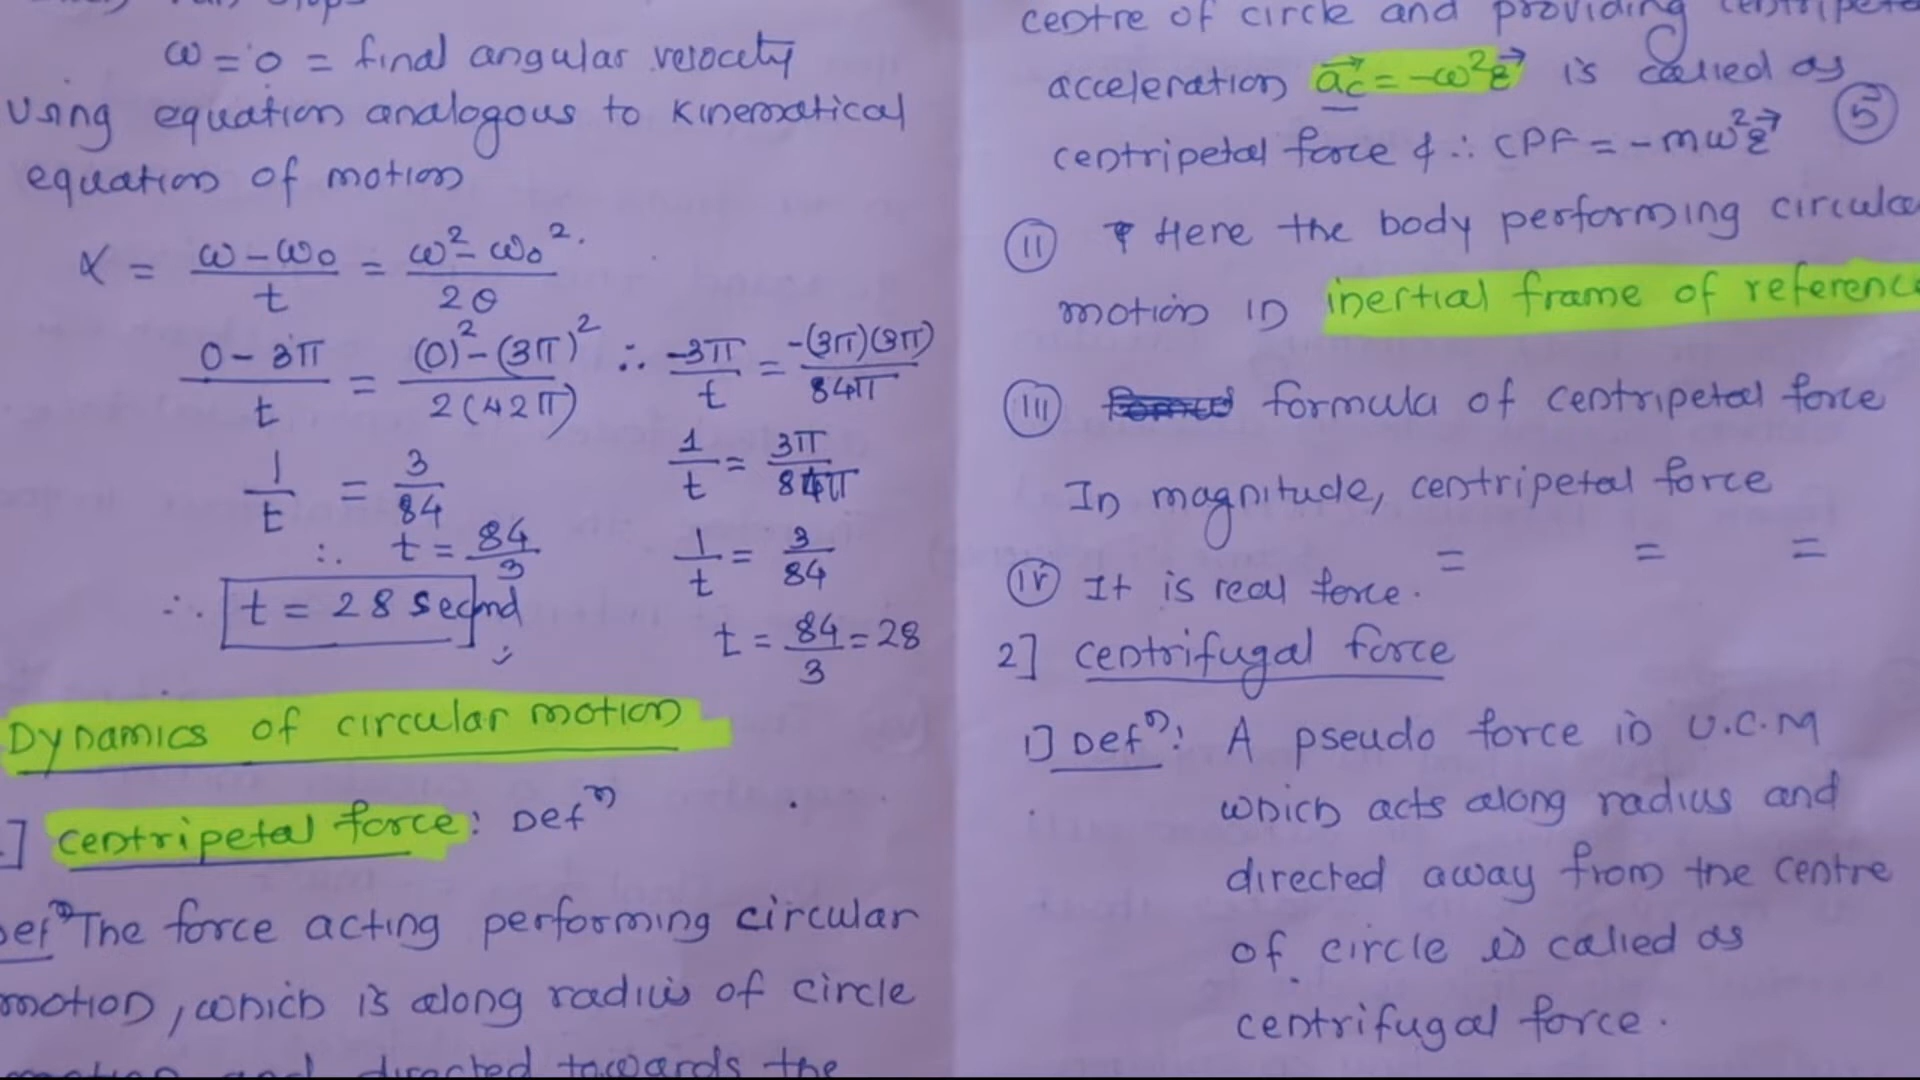 ω = 0 = final angular velocity
Using equation analogous to kinematical
equation of motion
α = (ω - ω₀)/t = (ω² - ω₀²)/2θ
(0 - 3π)/t = ((0)² - (3π)²)/2(42π) ∴ -3π/t = -(3π)(3π)/84π
1/t = 3/84
1/t = 3π/84π
∴ t = 84/3
1/t = 3/84
∴ t = 28 second
t = 84/3 = 28
Dynamics of circular motion
] centripetal force : Defⁿ
Defⁿ The force acting performing circular
motion, which is along radius of circle
and directed towards the
centre of circle and providing centripetal
acceleration a⃗c = -ω²r⃗ is called as
5
centripetal force & ∴ CPF = -mω²r⃗
(ii) Here the body performing circular
motion in inertial frame of reference
(iii) formula of centripetal force
In magnitude, centripetal force
= = =
(iv) It is real force.
2] centrifugal force
1] Defⁿ: A pseudo force in U.C.M
which acts along radius and
directed away from the centre
of circle is called as
centrifugal force.